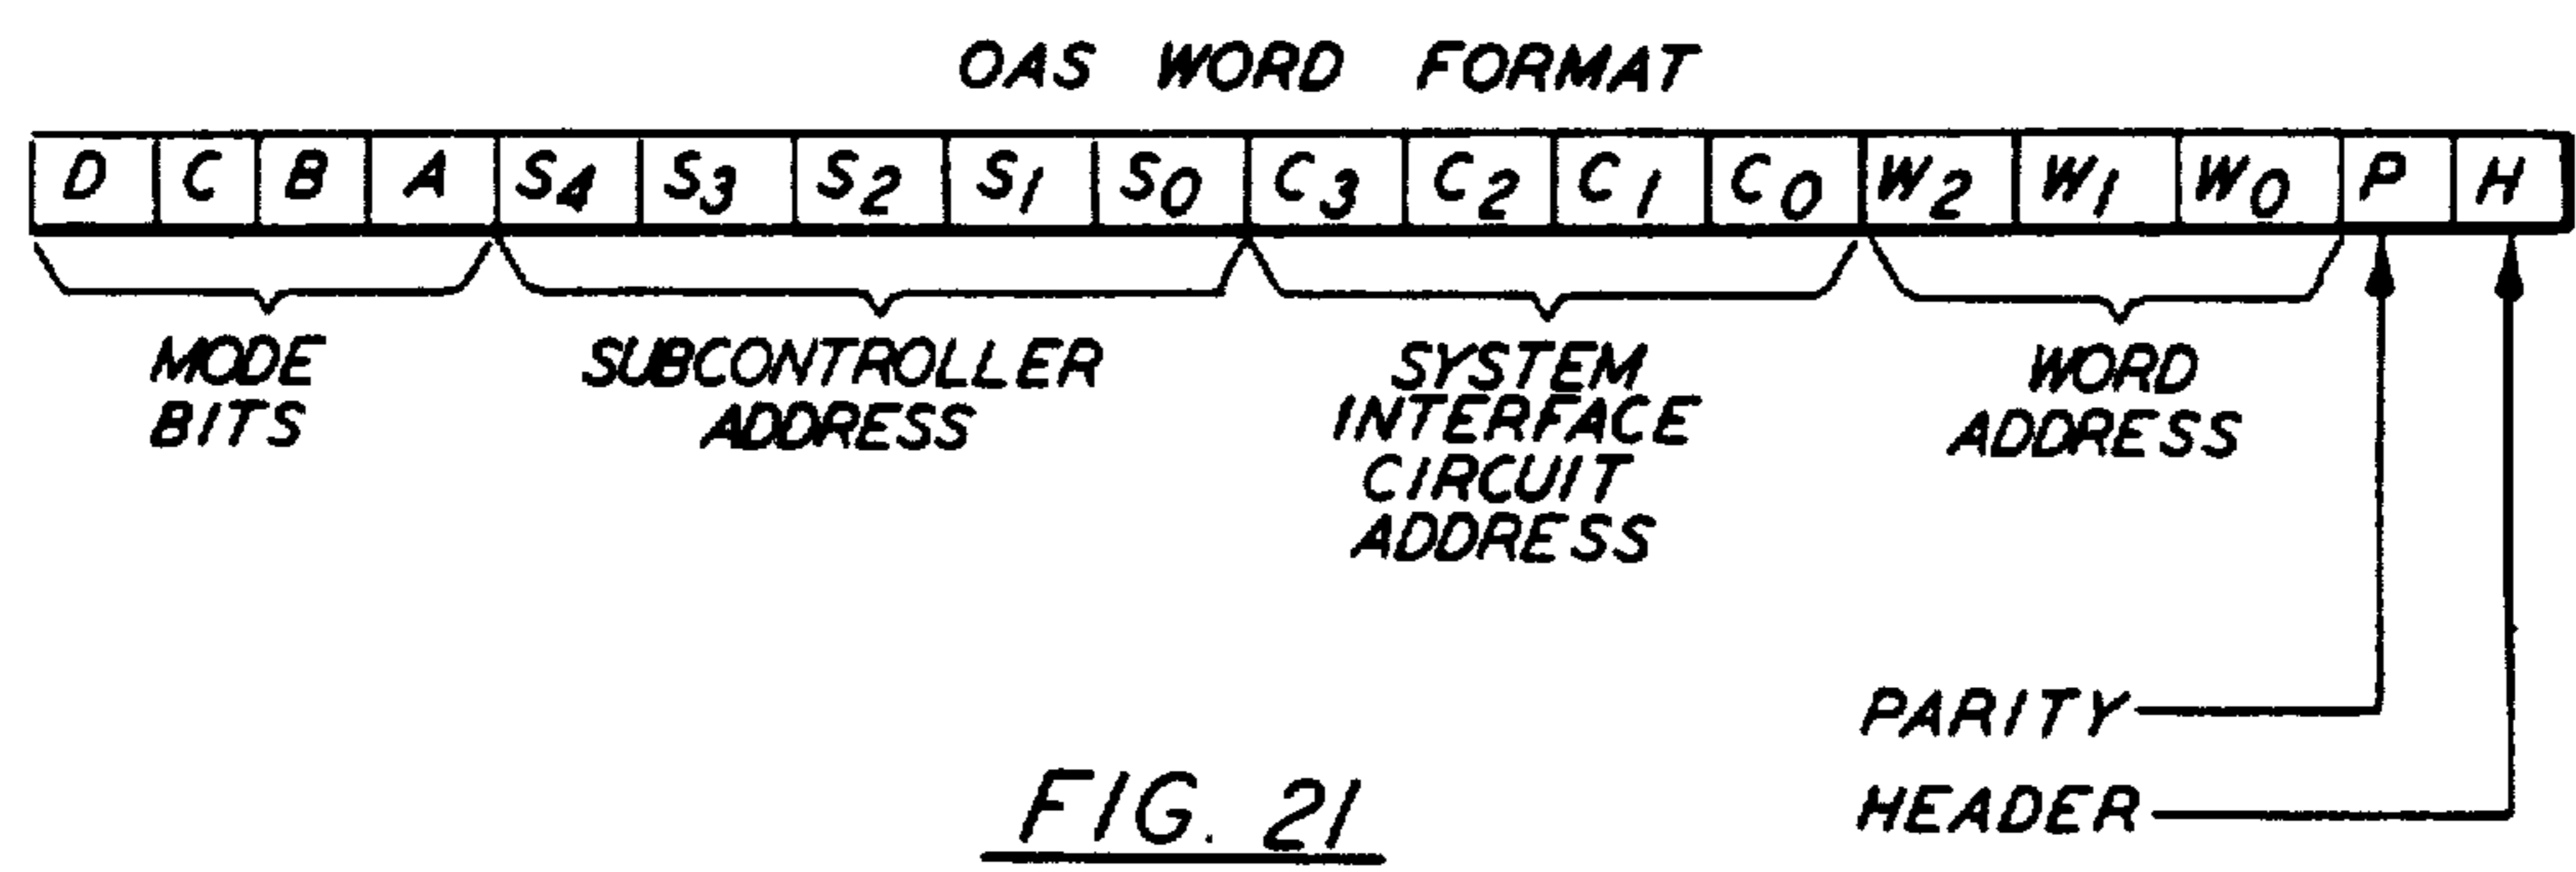 OAS WORD FORMAT
D C B A S4 S3 S2 S1 S0 C3 C2 C1 C0 W2 W1 W0 P H
MODE
BITS
SUBCONTROLLER
ADDRESS
SYSTEM
INTERFACE
CIRCUIT
ADDRESS
WORD
ADDRESS
PARITY
HEADER
FIG. 21